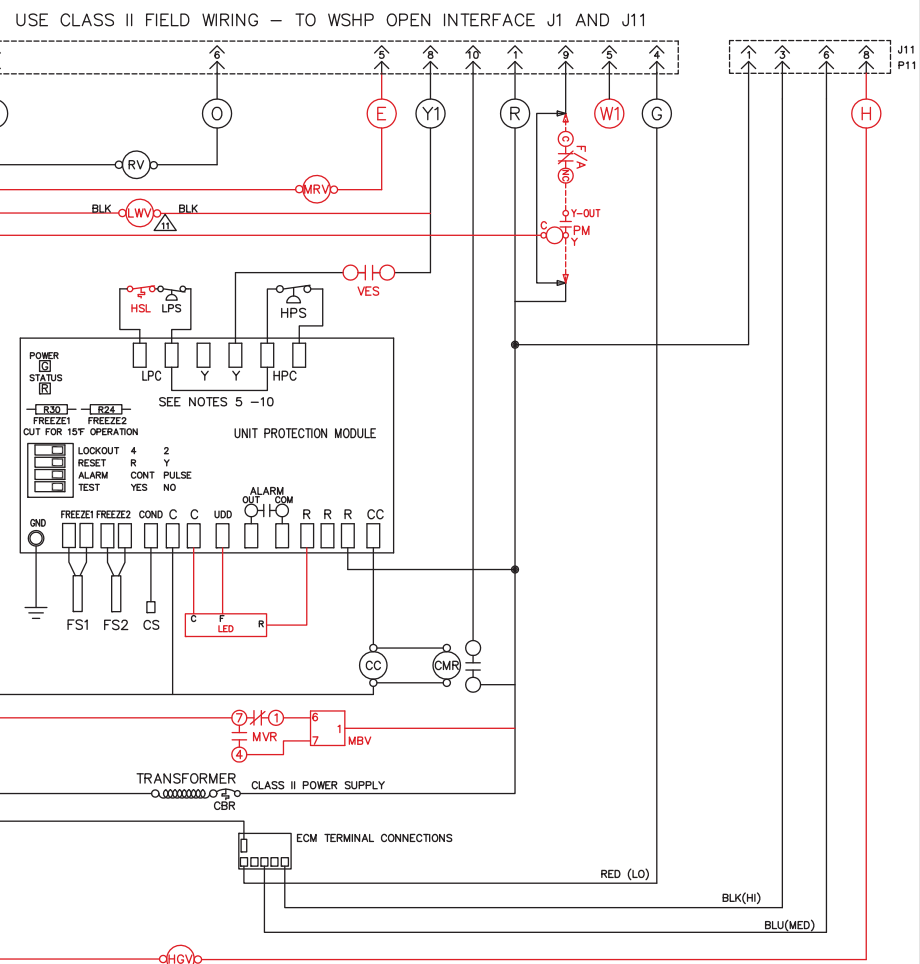 USE CLASS II FIELD WIRING – TO WSHP OPEN INTERFACE J1 AND J11
6 5 8 10 1 9 5 4 1 3 6 8 J11
P11
O E Y1 R W1 G H
C F/A
NC
RV
MRV
BLK LWV BLK
11
Y-OUT
C PM
Y
VES
HSL LPS HPS
POWER
G
STATUS
R
LPC Y Y HPC
SEE NOTES 5 –10
R30 R24
FREEZE1 FREEZE2
CUT FOR 15°F OPERATION
UNIT PROTECTION MODULE
LOCKOUT 4 2
RESET R Y
ALARM CONT PULSE
TEST YES NO
ALARM
OUT COM
GND FREEZE1 FREEZE2 COND C C UDD R R R CC
FS1 FS2 CS
C F R
LED
CC CMR
7 1 6
MVR 1 MBV
4 7
TRANSFORMER
CLASS II POWER SUPPLY
CBR
ECM TERMINAL CONNECTIONS
RED (LO)
BLK(HI)
BLU(MED)
HGV